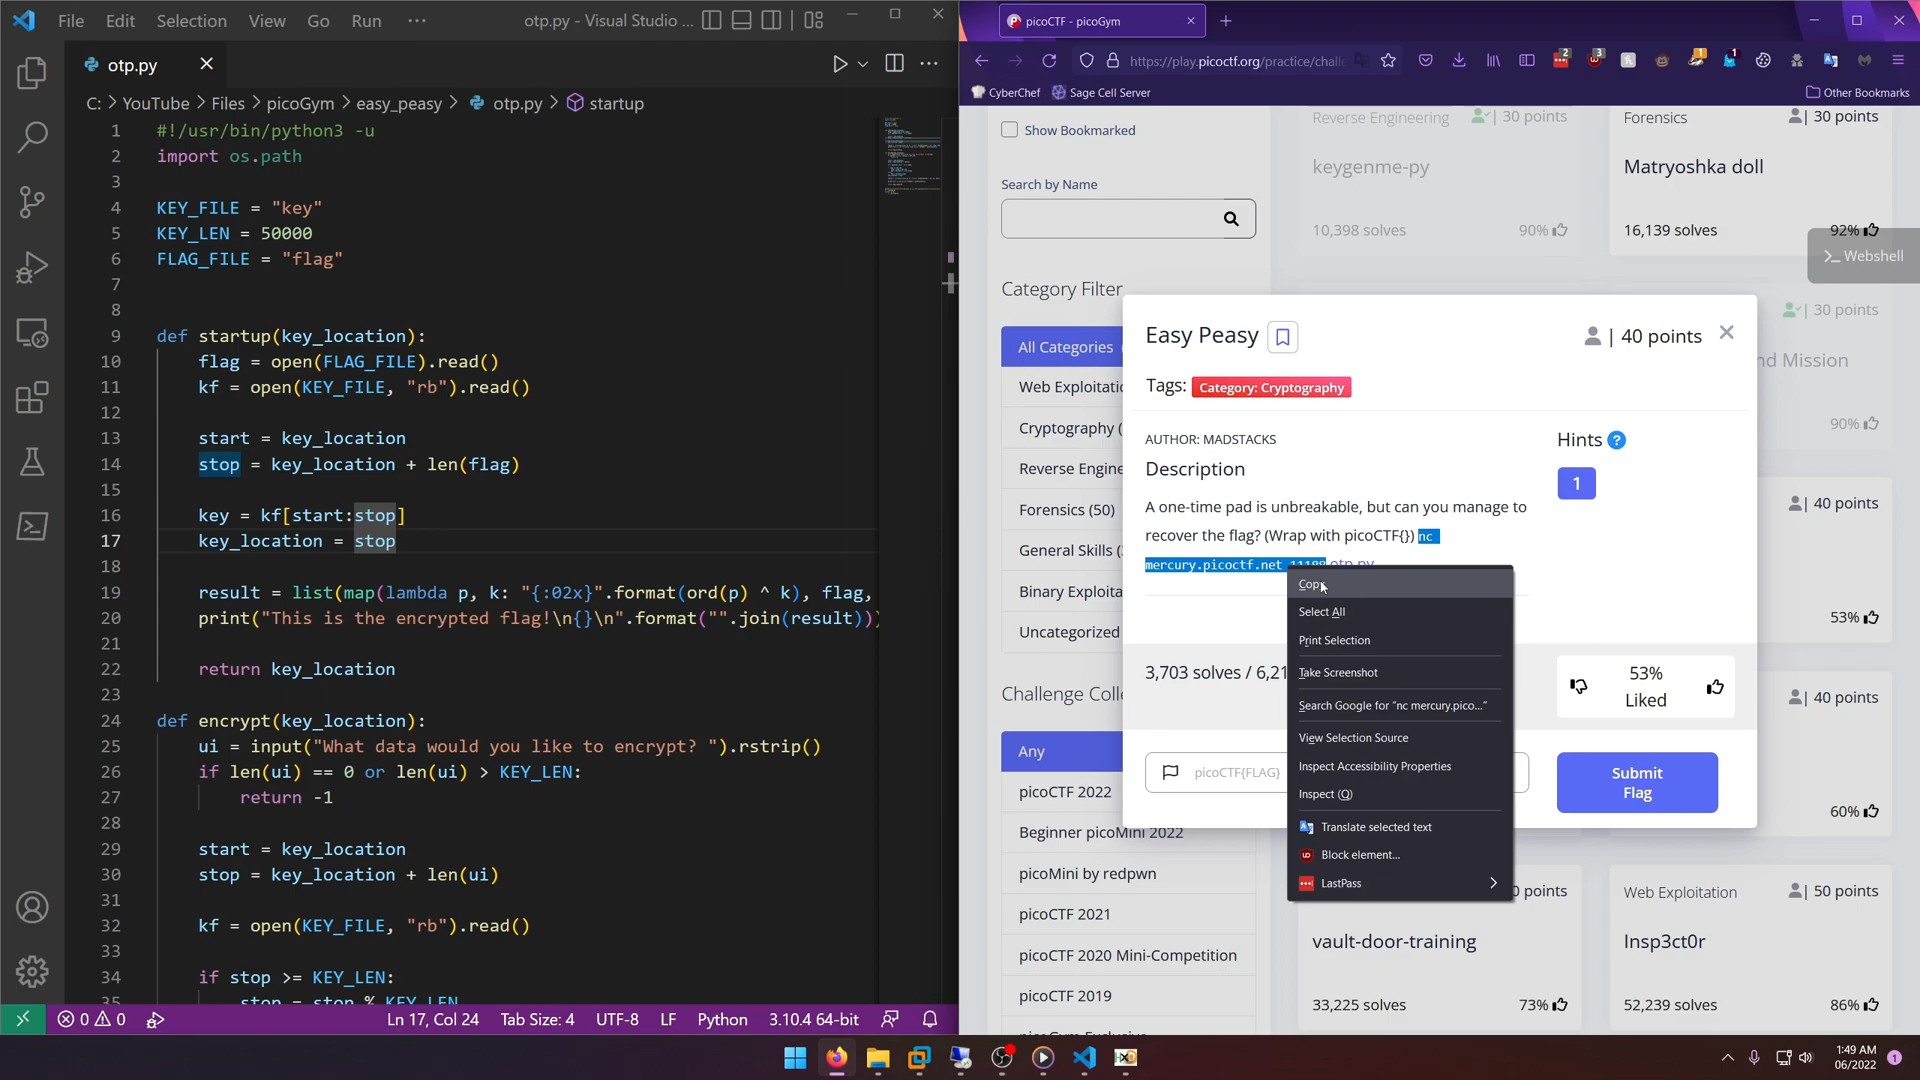 File Edit Selection View Go Run ··· otp.py - Visual Studio ...
otp.py
C: > YouTube > Files > picoGym > easy_peasy > otp.py > startup
1 #!/usr/bin/python3 -u
2 import os.path
3
4 KEY_FILE = "key"
5 KEY_LEN = 50000
6 FLAG_FILE = "flag"
7
8
9 def startup(key_location):
10 flag = open(FLAG_FILE).read()
11 kf = open(KEY_FILE, "rb").read()
12
13 start = key_location
14 stop = key_location + len(flag)
15
16 key = kf[start:stop]
17 key_location = stop
18
19 result = list(map(lambda p, k: "{:02x}".format(ord(p) ^ k), flag,
20 print("This is the encrypted flag!\n{}\n".format("".join(result)))
21
22 return key_location
23
24 def encrypt(key_location):
25 ui = input("What data would you like to encrypt? ").rstrip()
26 if len(ui) == 0 or len(ui) > KEY_LEN:
27 return -1
28
29 start = key_location
30 stop = key_location + len(ui)
31
32 kf = open(KEY_FILE, "rb").read()
33
34 if stop >= KEY_LEN:
35 stop = stop % KEY_LEN
0 0 Ln 17, Col 24 Tab Size: 4 UTF-8 LF Python 3.10.4 64-bit
picoCTF - picoGym
https://play.picoctf.org/practice/chall
2 3 1 1
CyberChef Sage Cell Server Other Bookmarks
Show Bookmarked
Search by Name
Category Filter
All Categories
Web Exploitatio
Cryptography (
Reverse Engine
Forensics (50)
General Skills (
Binary Exploita
Uncategorized
Challenge Colle
Any
picoCTF 2022
Beginner picoMini 2022
picoMini by redpwn
picoCTF 2021
picoCTF 2020 Mini-Competition
picoCTF 2019
Reverse Engineering | 30 points
keygenme-py
10,398 solves 90%
Forensics | 30 points
Matryoshka doll
16,139 solves 92%
>_ Webshell
| 30 points
nd Mission
90%
| 40 points
53%
| 40 points
60%
Easy Peasy | 40 points
Tags: Category: Cryptography
AUTHOR: MADSTACKS
Description
A one-time pad is unbreakable, but can you manage to
recover the flag? (Wrap with picoCTF{}) nc
mercury.picoctf.net 11188 otp.py
Hints ?
1
3,703 solves / 6,21
53%
Liked
picoCTF{FLAG}
Submit
Flag
Copy
Select All
Print Selection
Take Screenshot
Search Google for “nc mercury.pico...”
View Selection Source
Inspect Accessibility Properties
Inspect (Q)
Translate selected text
Block element...
LastPass
0 points
vault-door-training
33,225 solves 73%
Web Exploitation | 50 points
Insp3ct0r
52,239 solves 86%
1:49 AM
06/2022
1